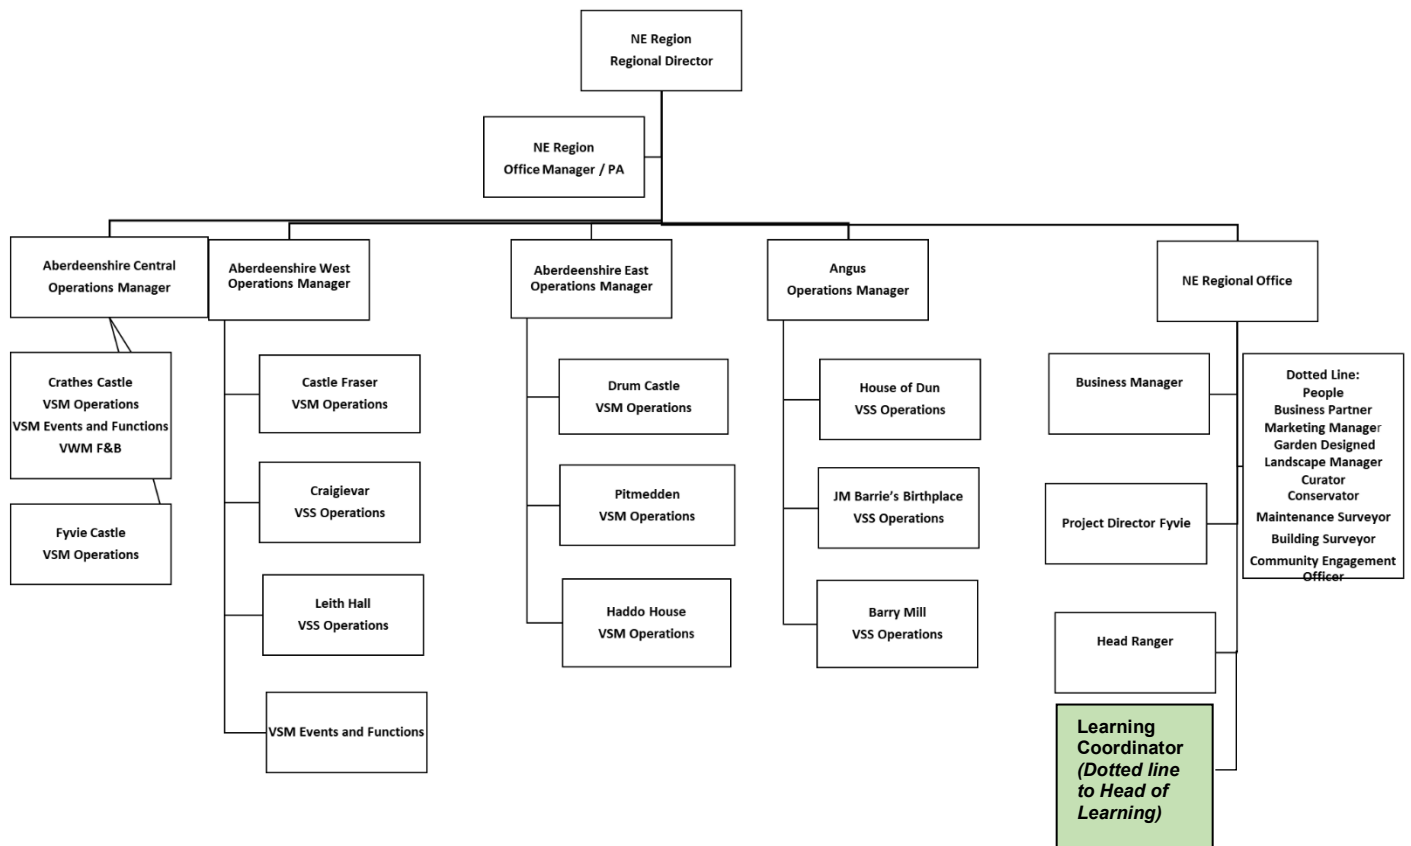 NE Region
Regional Director
NE Region
Office Manager / PA
Aberdeenshire Central
Operations Manager
Aberdeenshire West
Operations Manager
Aberdeenshire East
Operations Manager
Angus
Operations Manager
NE Regional Office
Crathes Castle
VSM Operations
VSM Events and Functions
VWM F&B
Fyvie Castle
VSM Operations
Castle Fraser
VSM Operations
Craigievar
VSS Operations
Leith Hall
VSS Operations
VSM Events and Functions
Drum Castle
VSM Operations
Pitmedden
VSM Operations
Haddo House
VSM Operations
House of Dun
VSS Operations
JM Barrie’s Birthplace
VSS Operations
Barry Mill
VSS Operations
Business Manager
Project Director Fyvie
Head Ranger
Learning
Coordinator
(Dotted line
to Head of
Learning)
Dotted Line:
People
Business Partner
Marketing Manager
Garden Designed
Landscape Manager
Curator
Conservator
Maintenance Surveyor
Building Surveyor
Community Engagement
Officer